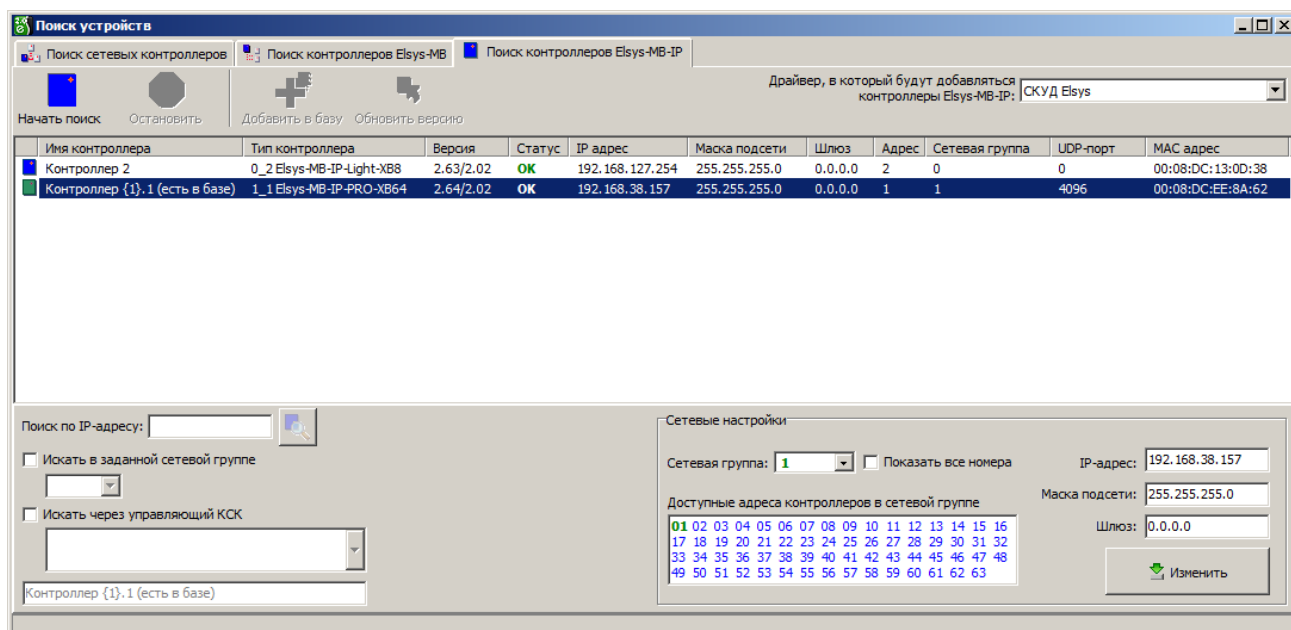 Поиск устройств
Поиск сетевых контроллеров Поиск контроллеров Elsys-MB Поиск контроллеров Elsys-MB-IP
Начать поиск Остановить Добавить в базу Обновить версию
Драйвер, в который будут добавляться
контроллеры Elsys-MB-IP: СКУД Elsys
Имя контроллера Тип контроллера Версия Статус IP адрес Маска подсети Шлюз Адрес Сетевая группа UDP-порт MAC адрес
Контроллер 2 0_2 Elsys-MB-IP-Light-XB8 2.63/2.02 OK 192.168.127.254 255.255.255.0 0.0.0.0 2 0 0 00:08:DC:13:0D:38
Контроллер {1}.1 (есть в базе) 1_1 Elsys-MB-IP-PRO-XB64 2.64/2.02 OK 192.168.38.157 255.255.255.0 0.0.0.0 1 1 4096 00:08:DC:EE:8A:62
Поиск по IP-адресу:
Искать в заданной сетевой группе
Искать через управляющий КСК
Контроллер {1}.1 (есть в базе)
Сетевые настройки
Сетевая группа: 1 Показать все номера
Доступные адреса контроллеров в сетевой группе
01 02 03 04 05 06 07 08 09 10 11 12 13 14 15 16
17 18 19 20 21 22 23 24 25 26 27 28 29 30 31 32
33 34 35 36 37 38 39 40 41 42 43 44 45 46 47 48
49 50 51 52 53 54 55 56 57 58 59 60 61 62 63
IP-адрес: 192.168.38.157
Маска подсети: 255.255.255.0
Шлюз: 0.0.0.0
Изменить